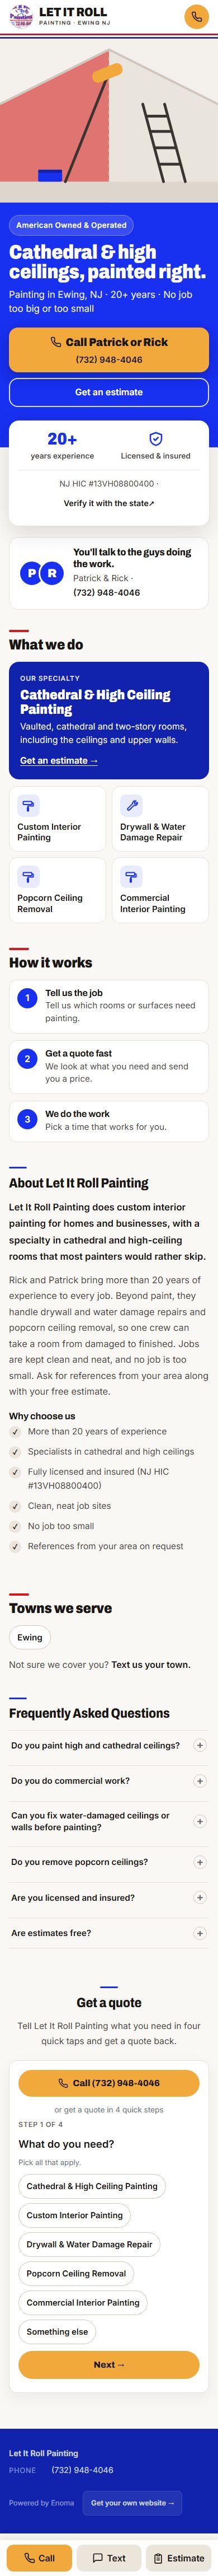 LET IT ROLL
PAINTING · EWING NJ
American Owned & Operated
Cathedral & high
ceilings, painted right.
Painting in Ewing, NJ · 20+ years · No job
too big or too small
Call Patrick or Rick
(732) 948-4046
Get an estimate
20+
years experience
Licensed & insured
NJ HIC #13VH08800400 ·
Verify it with the state↗
P R
You'll talk to the guys doing
the work.
Patrick & Rick ·
(732) 948-4046
What we do
OUR SPECIALTY
Cathedral & High Ceiling
Painting
Vaulted, cathedral and two-story rooms,
including the ceilings and upper walls.
Get an estimate →
Custom Interior
Painting
Drywall & Water
Damage Repair
Popcorn Ceiling
Removal
Commercial
Interior Painting
How it works
1
Tell us the job
Tell us which rooms or surfaces need
painting.
2
Get a quote fast
We look at what you need and send
you a price.
3
We do the work
Pick a time that works for you.
About Let It Roll Painting
Let It Roll Painting does custom interior
painting for homes and businesses, with a
specialty in cathedral and high-ceiling
rooms that most painters would rather skip.
Rick and Patrick bring more than 20 years of
experience to every job. Beyond paint, they
handle drywall and water damage repairs and
popcorn ceiling removal, so one crew can
take a room from damaged to finished. Jobs
are kept clean and neat, and no job is too
small. Ask for references from your area along
with your free estimate.
Why choose us
✓ More than 20 years of experience
✓ Specialists in cathedral and high ceilings
✓ Fully licensed and insured (NJ HIC
#13VH08800400)
✓ Clean, neat job sites
✓ No job too small
✓ References from your area on request
Towns we serve
Ewing
Not sure we cover you? Text us your town.
Frequently Asked Questions
Do you paint high and cathedral ceilings? +
Do you do commercial work? +
Can you fix water-damaged ceilings or
walls before painting? +
Do you remove popcorn ceilings? +
Are you licensed and insured? +
Are estimates free? +
Get a quote
Tell Let It Roll Painting what you need in four
quick taps and get a quote back.
Call (732) 948-4046
or get a quote in 4 quick steps
STEP 1 OF 4
What do you need?
Pick all that apply.
Cathedral & High Ceiling Painting
Custom Interior Painting
Drywall & Water Damage Repair
Popcorn Ceiling Removal
Commercial Interior Painting
Something else
Next →
Let It Roll Painting
PHONE (732) 948-4046
Powered by Enoma
Get your own website →
Call
Text
Estimate